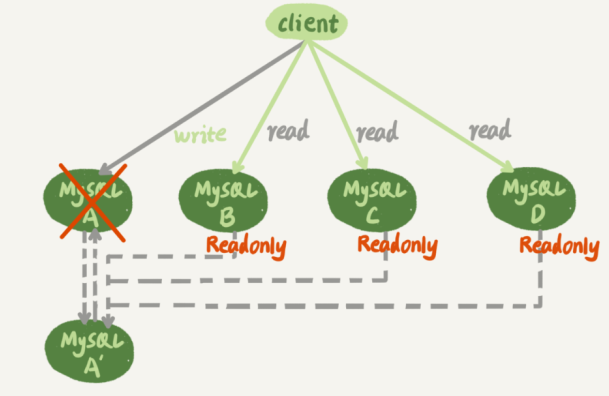 client
write
read
read
read
MySQL
A
MySQL
B
MySQL
C
MySQL
D
Readonly
Readonly
Readonly
MySQL
A'